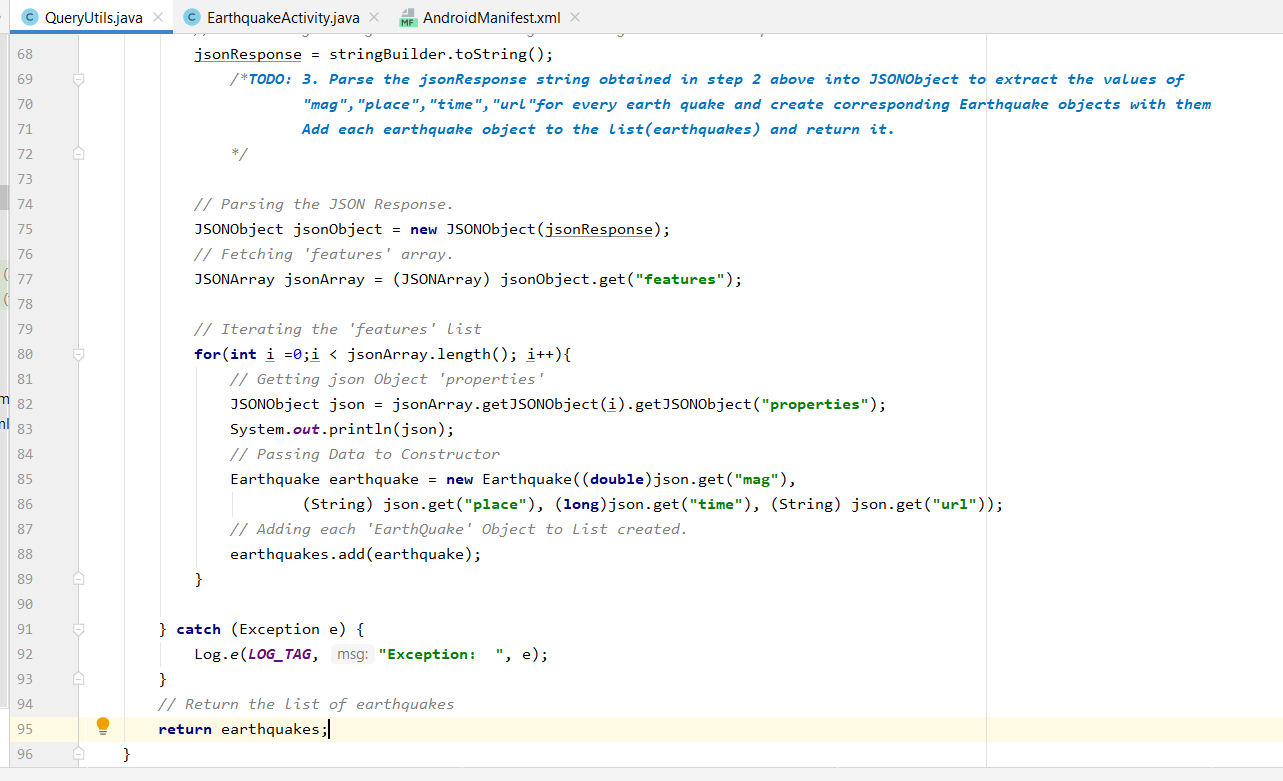 QueryUtils.java EarthquakeActivity.java AndroidManifest.xml
68 jsonResponse = stringBuilder.toString();
69 /*TODO: 3. Parse the jsonResponse string obtained in step 2 above into JSONObject to extract the values of
70 "mag","place","time","url"for every earth quake and create corresponding Earthquake objects with them
71 Add each earthquake object to the list(earthquakes) and return it.
72 */
73
74 // Parsing the JSON Response.
75 JSONObject jsonObject = new JSONObject(jsonResponse);
76 // Fetching 'features' array.
77 JSONArray jsonArray = (JSONArray) jsonObject.get("features");
78
79 // Iterating the 'features' list
80 for(int i =0;i < jsonArray.length(); i++){
81 // Getting json Object 'properties'
82 JSONObject json = jsonArray.getJSONObject(i).getJSONObject("properties");
83 System.out.println(json);
84 // Passing Data to Constructor
85 Earthquake earthquake = new Earthquake((double)json.get("mag"),
86 (String) json.get("place"), (long)json.get("time"), (String) json.get("url"));
87 // Adding each 'EarthQuake' Object to List created.
88 earthquakes.add(earthquake);
89 }
90
91 } catch (Exception e) {
92 Log.e(LOG_TAG, msg: "Exception:  ", e);
93 }
94 // Return the list of earthquakes
95 return earthquakes;
96 }